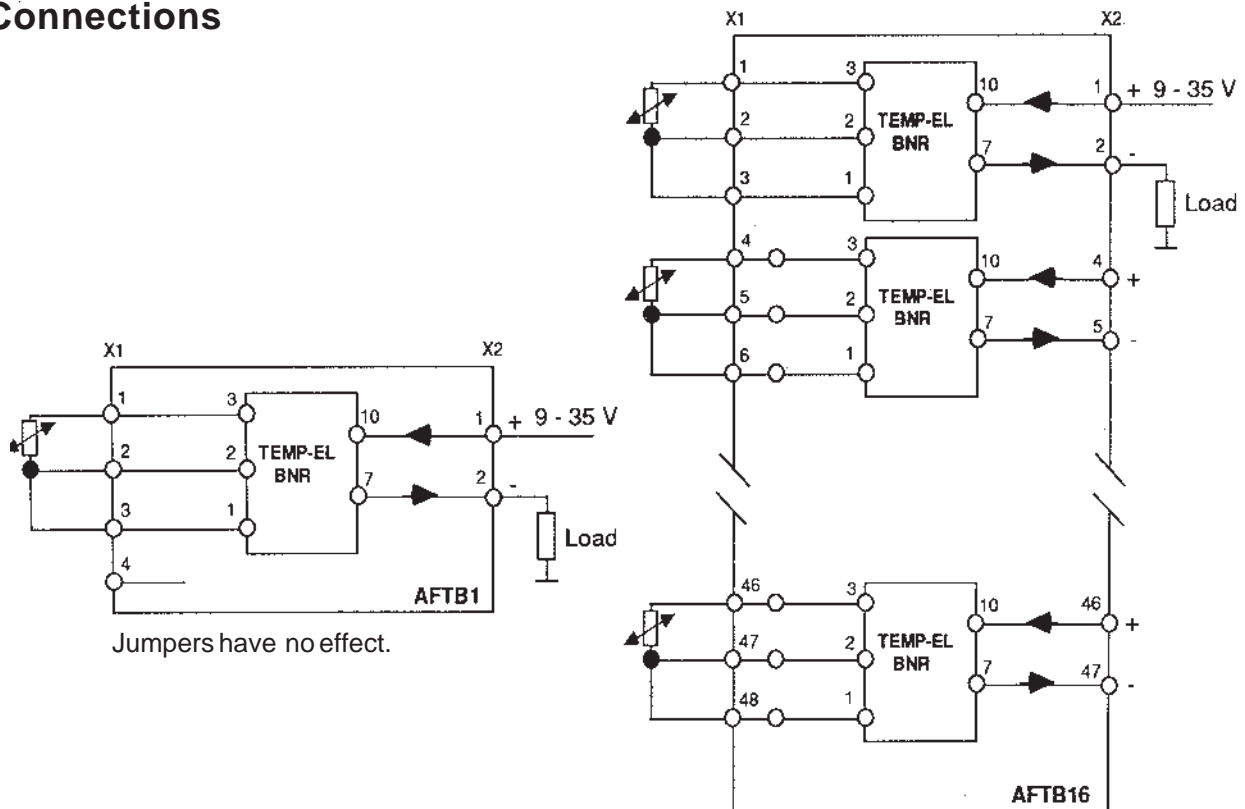 Connections
X1 X2
1 3 10 1 + 9 - 35 V
2 2 TEMP-EL
BNR
7 2 -
3 1
Load
4 3 10 4 +
5 2 TEMP-EL
BNR
7 5 -
6 1
46 3 10 46 +
47 2 TEMP-EL
BNR
7 47 -
48 1
AFTB16
X1 X2
1 3 10 1 + 9 - 35 V
2 2 TEMP-EL
BNR
7 2 -
3 1
Load
4
AFTB1
Jumpers have no effect.